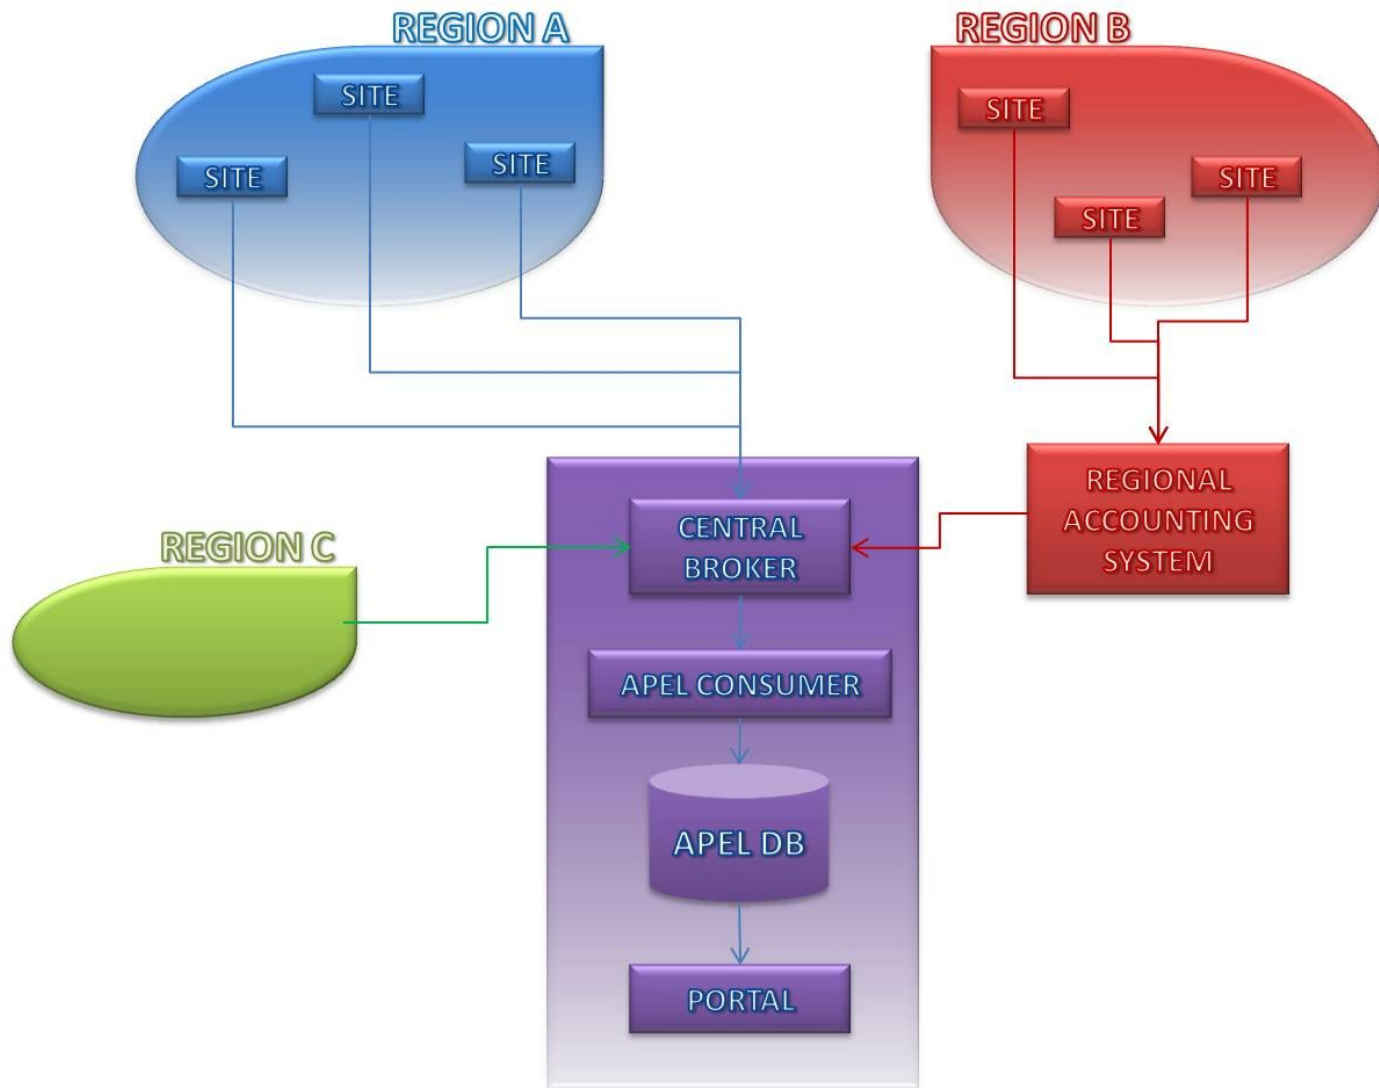 REGION A
SITE
SITE
SITE
REGION B
SITE
SITE
SITE
REGIONAL
ACCOUNTING
SYSTEM
REGION C
CENTRAL
BROKER
APEL CONSUMER
APEL DB
PORTAL